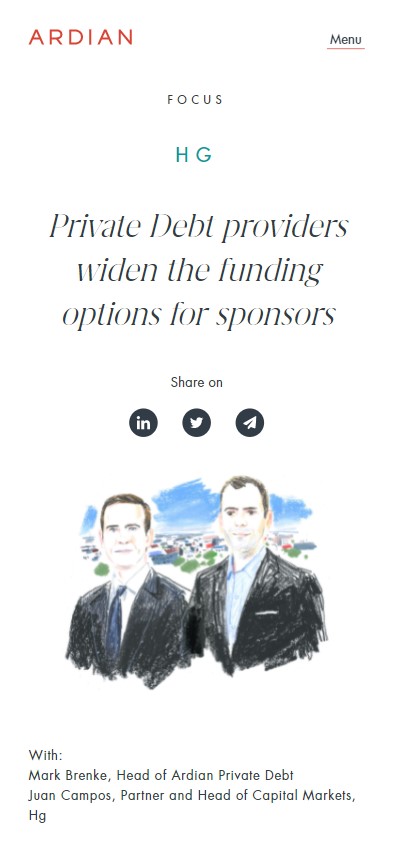 ARDIAN
Menu
FOCUS
HG
Private Debt providers
widen the funding
options for sponsors
Share on
in
With:
Mark Brenke, Head of Ardian Private Debt
Juan Campos, Partner and Head of Capital Markets,
Hg